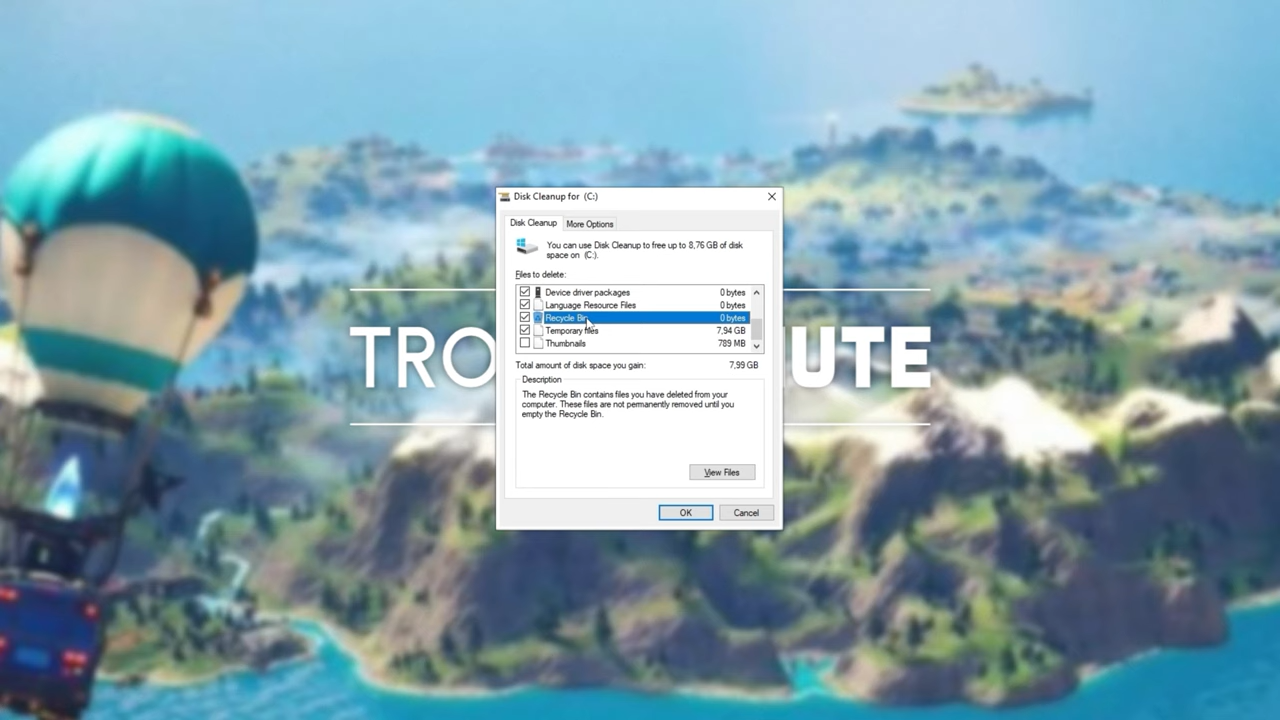 Disk Cleanup for (C:)
Disk Cleanup
More Options
You can use Disk Cleanup to free up to 8,76 GB of disk
space on (C:).
Files to delete:
Device driver packages 0 bytes
Language Resource Files 0 bytes
Recycle Bin 0 bytes
Temporary files 7,94 GB
Thumbnails 789 MB
TRO UTE
Total amount of disk space you gain: 7,99 GB
Description
The Recycle Bin contains files you have deleted from your
computer. These files are not permanently removed until you
empty the Recycle Bin.
View Files
OK
Cancel